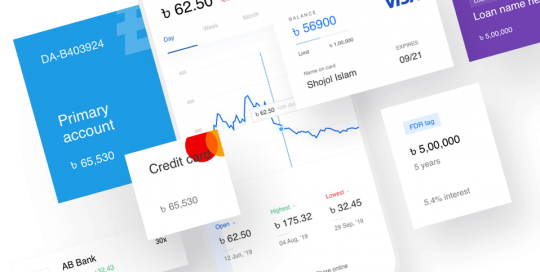 DA-B403924
Primary
account
৳ 65,530
৳ 62.50
Day
Week
Month
৳ 62.50
Credit card
৳ 65,530
Open
৳ 62.50
12 Jun, '19
Highest
৳ 175.32
04 Aug, '19
Lowest
৳ 32.45
29 Sep, '19
BALANCE
৳ 56900
Limit
৳ 1,00,000
Name on card
Shojol Islam
EXPIRES
09/21
VISA
Loan name
৳ 5,00,000
FDR tag
৳ 5,00,000
5 years
5.4% interest
AB Bank
30x
online